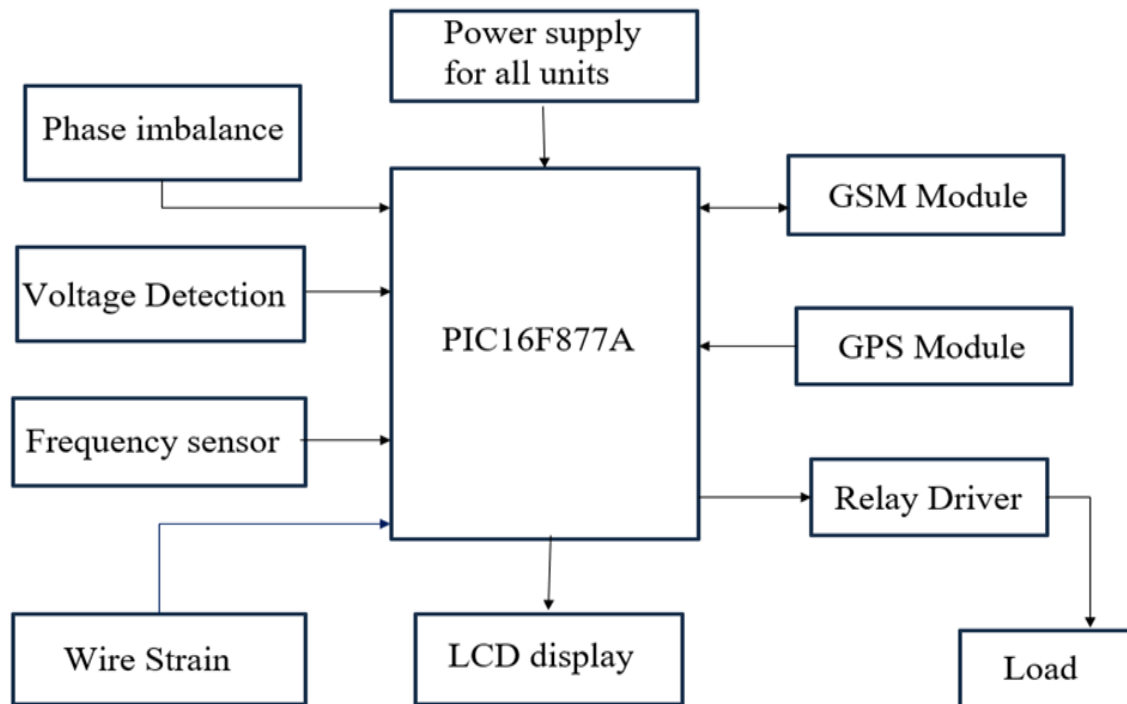 Power supply
for all units
Phase imbalance
GSM Module
Voltage Detection
PIC16F877A
GPS Module
Frequency sensor
Relay Driver
Wire Strain
LCD display
Load